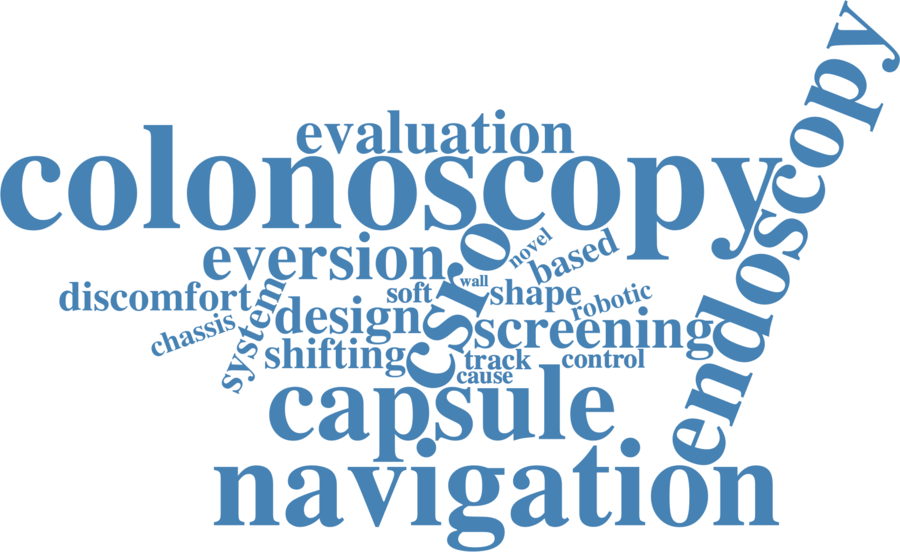 endoscopy
evaluation
colonoscopy
csro
novel
based
eversion
wall
discomfort
soft
shape
robotic
system
design
chassis
screening
shifting
track
control
cause
capsule
navigation